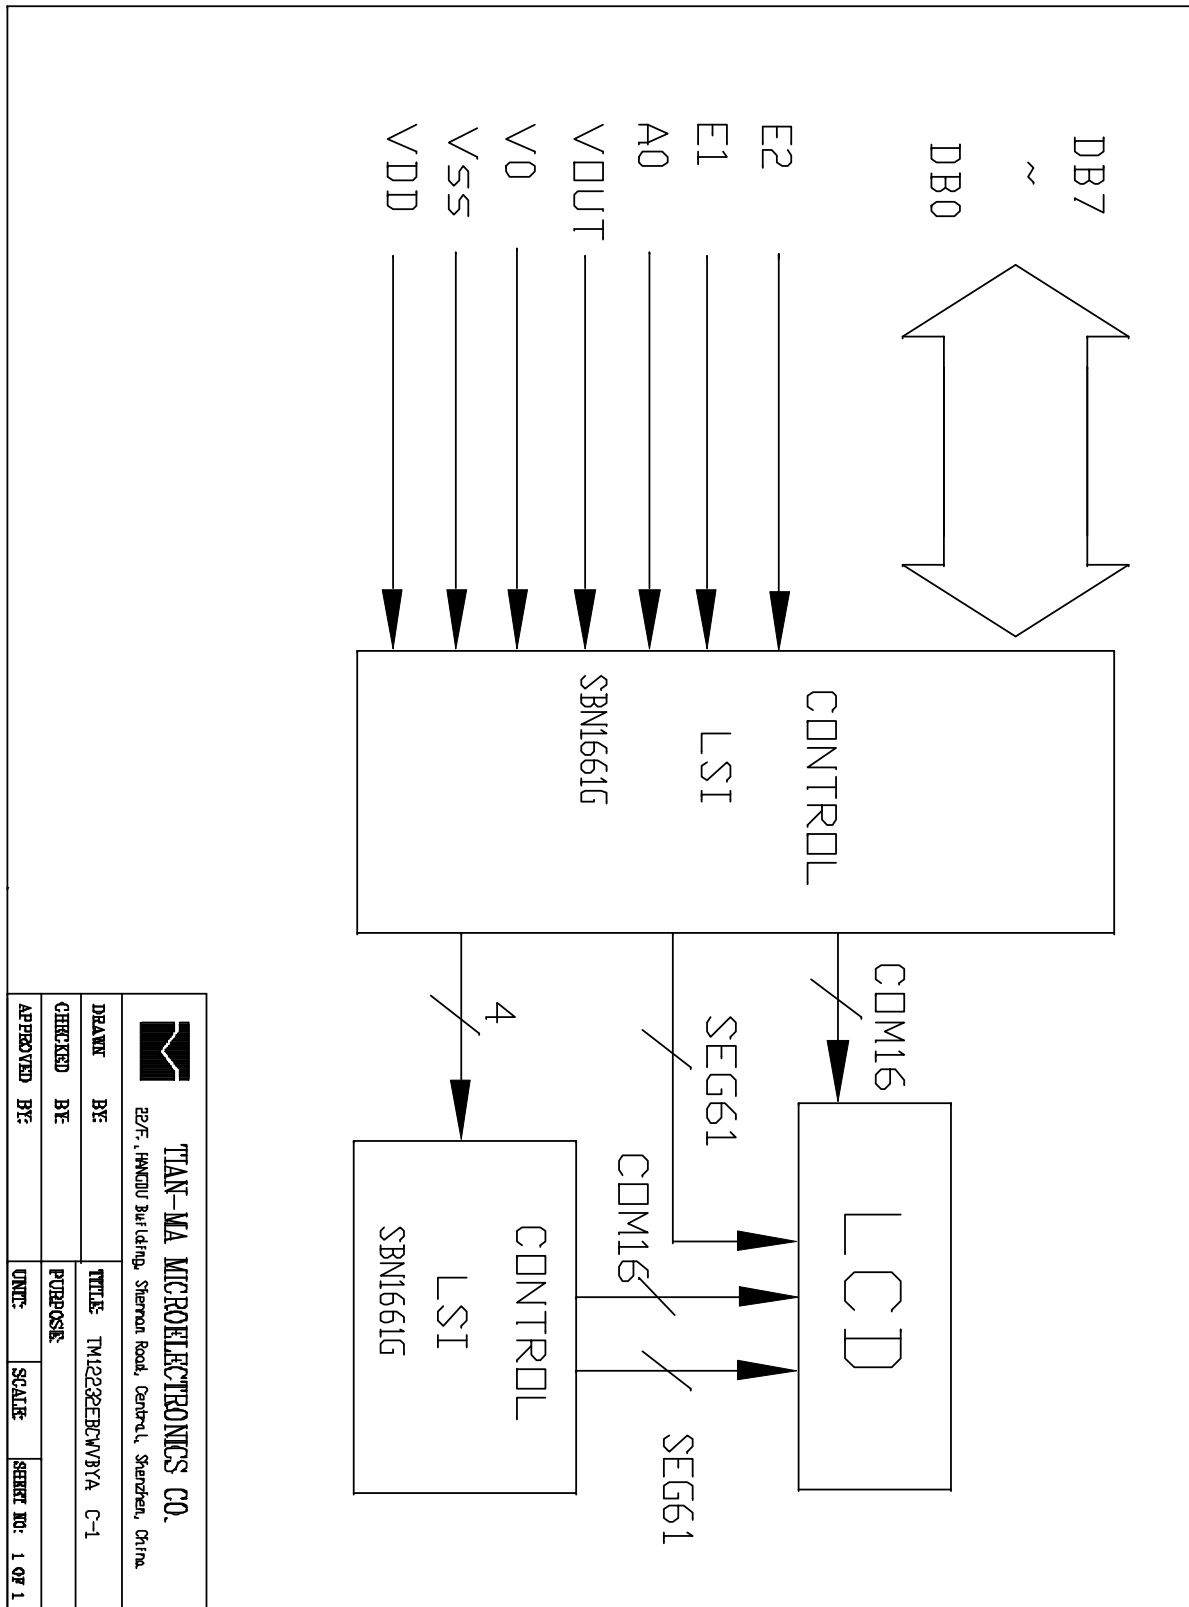 DB7
~
DB0
E2
E1
A0
VOUT
V0
Vss
VDD
CONTROL
LSI
SBN1661G
COM16
SEG61
4
LCD
COM16
SEG61
CONTROL
LSI
SBN1661G
TIAN-MA MICROELECTRONICS CO.
22/F., HANGDU Building, Shennan Road, Central, Shenzhen, China
DRAWN BY:
TITLE: TM12232EBCWVBYA C-1
CHECKED BY:
PURPOSE:
APPROVED BY:
UNIT:
SCALE:
SHEET NO: 1 OF 1